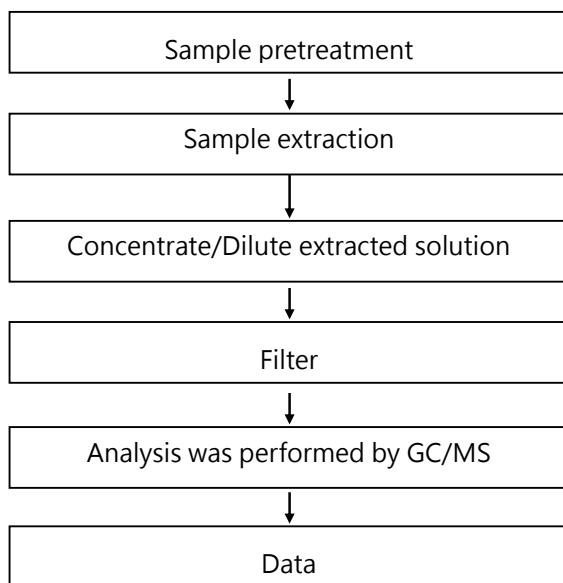 Sample pretreatment
Sample extraction
Concentrate/Dilute extracted solution
Filter
Analysis was performed by GC/MS
Data